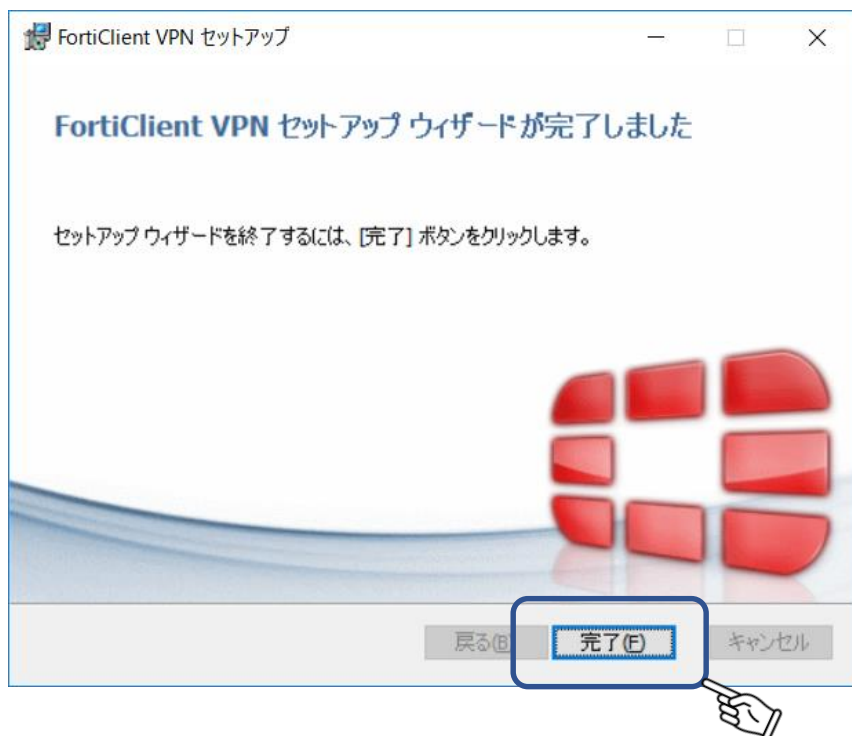 FortiClient VPN セットアップ
FortiClient VPN セットアップ ウィザードが完了しました
セットアップ ウィザードを終了するには、[完了] ボタンをクリックします。
戻る(B) 完了(F) キャンセル